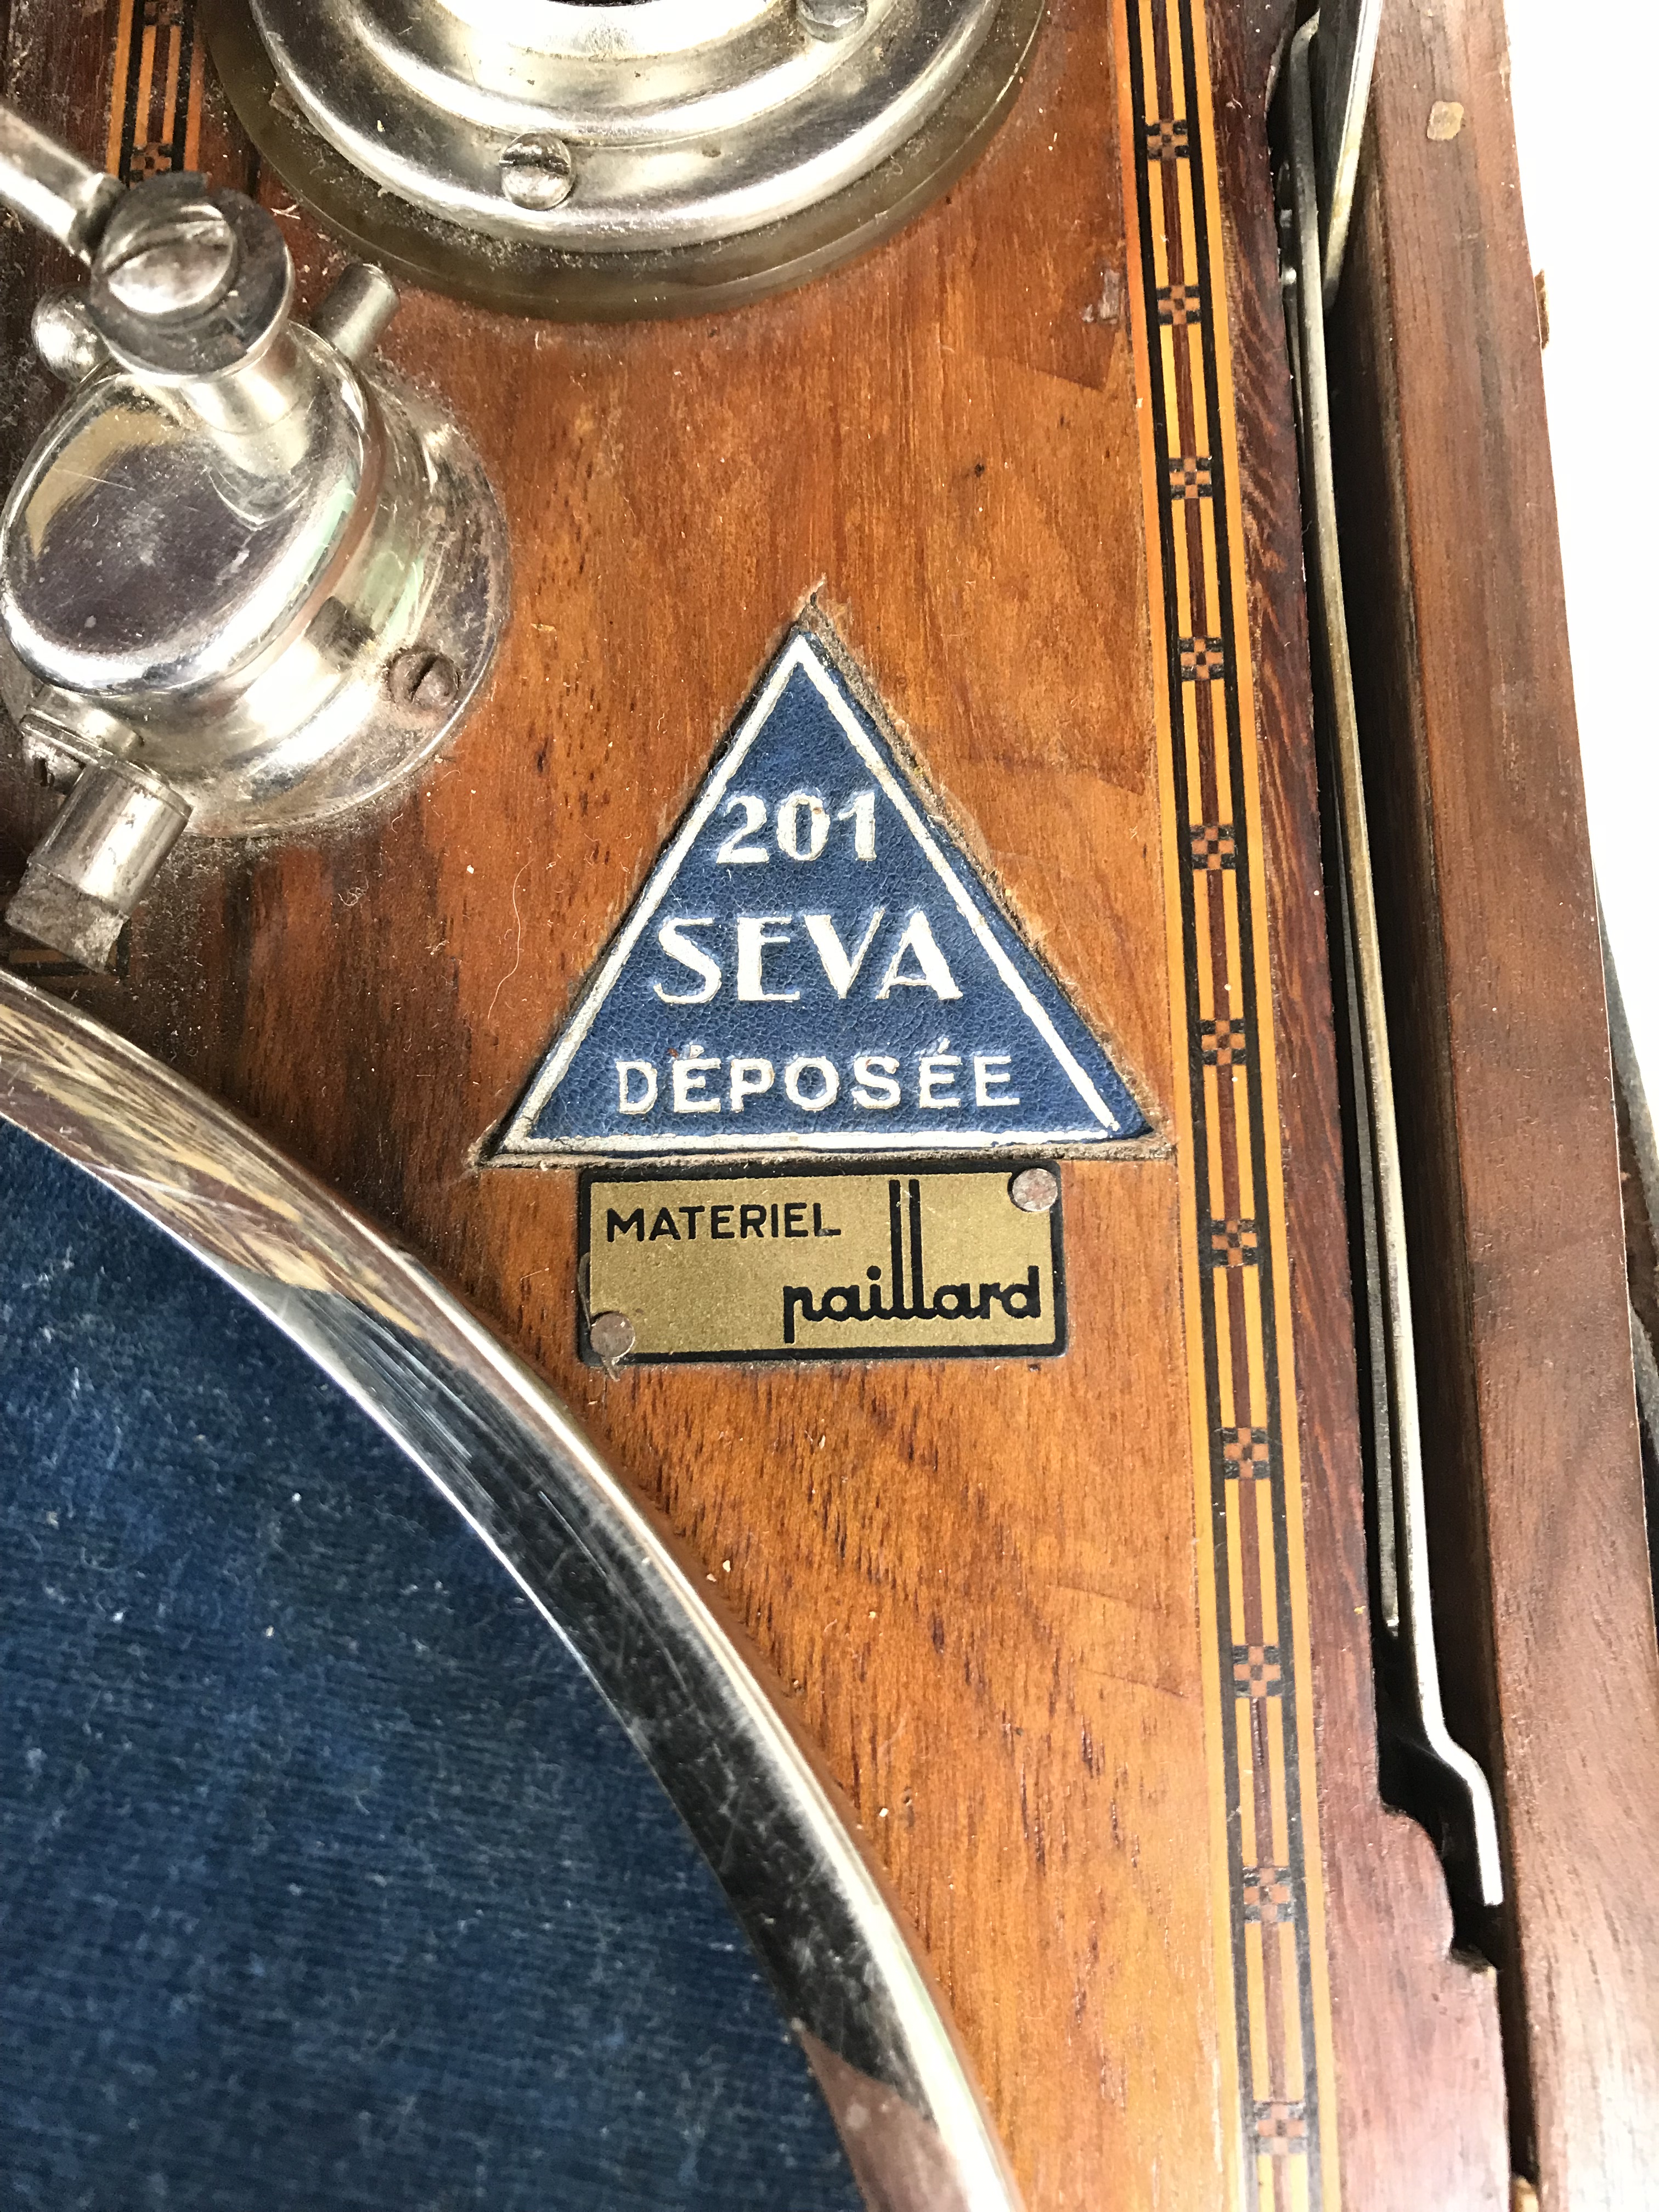 201
SEVA
DÉPOSÉE
MATERIEL
paillard